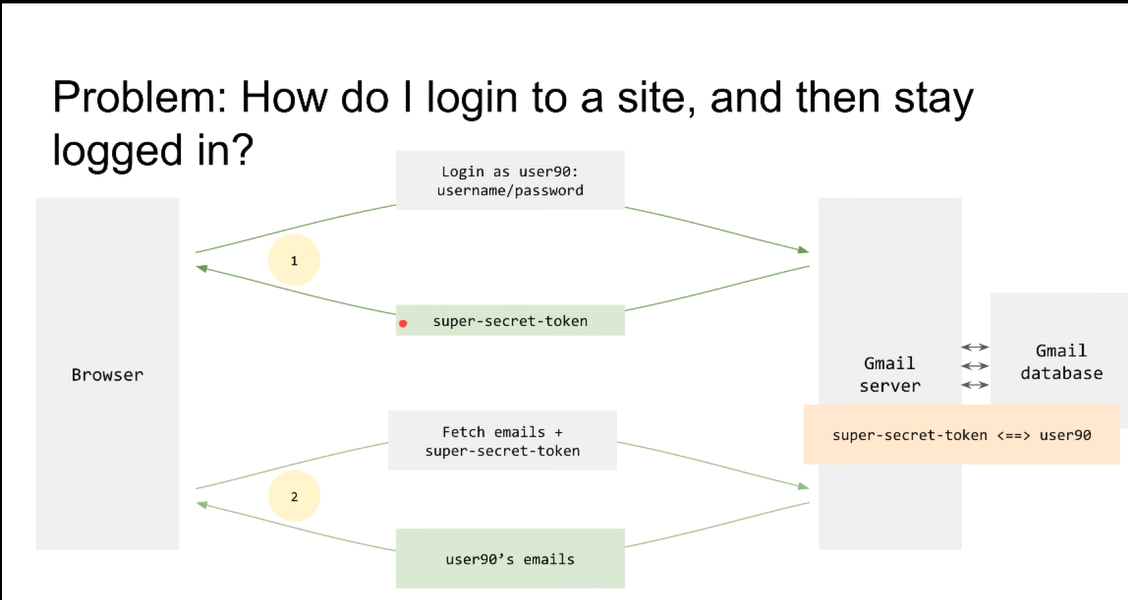 Problem: How do I login to a site, and then stay
logged in?
Login as user90:
username/password
1
super-secret-token
Browser
Gmail
server
Gmail
database
Fetch emails +
super-secret-token
super-secret-token <==> user90
2
user90’s emails